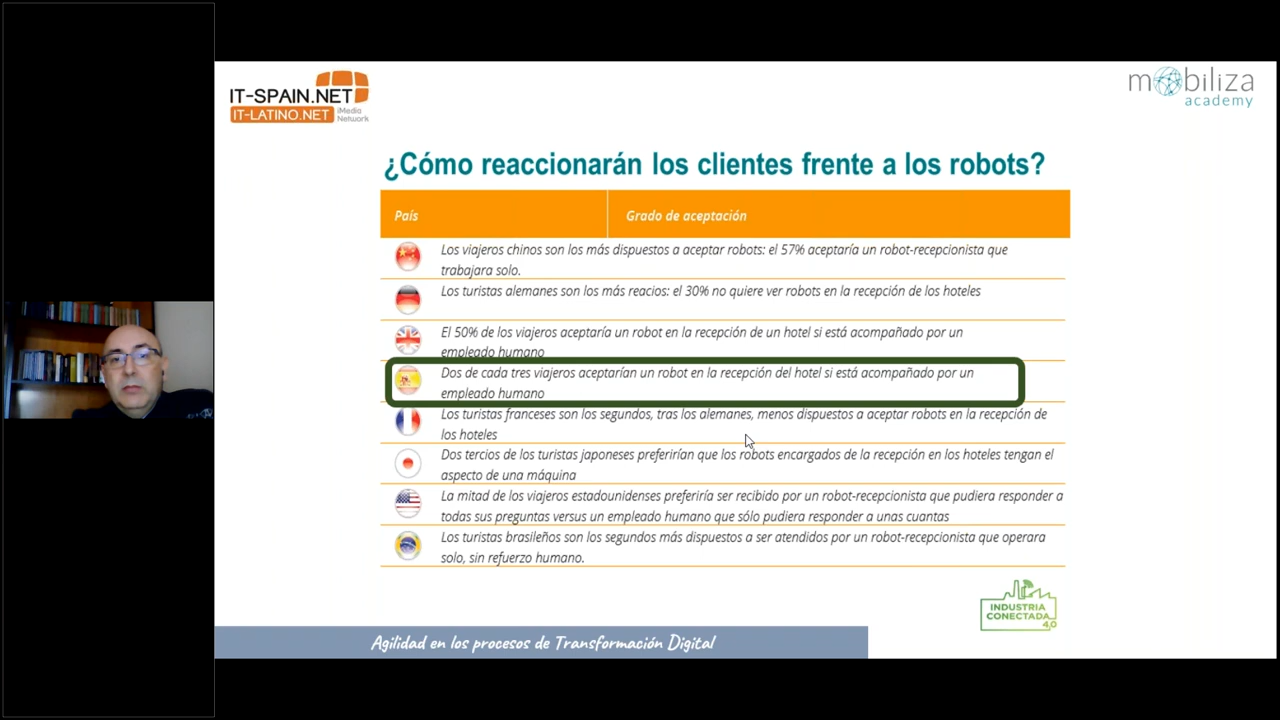 IT-SPAIN.NET
IT-LATINO.NET
iMedia
Network
mobiliza
academy
¿Cómo reaccionarán los clientes frente a los robots?
País
Grado de aceptación
Los viajeros chinos son los más dispuestos a aceptar robots: el 57% aceptaría un robot-recepcionista que
trabajara solo.
Los turistas alemanes son los más reacios: el 30% no quiere ver robots en la recepción de los hoteles
El 50% de los viajeros aceptaría un robot en la recepción de un hotel si está acompañado por un
empleado humano
Dos de cada tres viajeros aceptarían un robot en la recepción del hotel si está acompañado por un
empleado humano
Los turistas franceses son los segundos, tras los alemanes, menos dispuestos a aceptar robots en la recepción de
los hoteles
Dos tercios de los turistas japoneses preferirían que los robots encargados de la recepción en los hoteles tengan el
aspecto de una máquina
La mitad de los viajeros estadounidenses preferiría ser recibido por un robot-recepcionista que pudiera responder a
todas sus preguntas versus un empleado humano que sólo pudiera responder a unas cuantas
Los turistas brasileños son los segundos más dispuestos a ser atendidos por un robot-recepcionista que operara
solo, sin refuerzo humano.
INDUSTRIA
CONECTADA
4.0
Agilidad en los procesos de Transformación Digital